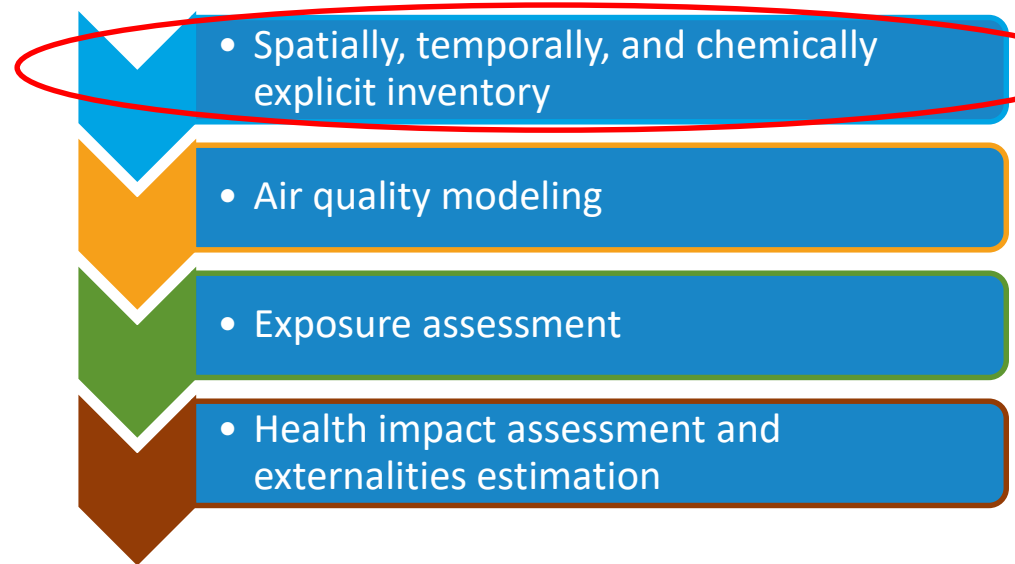 • Spatially, temporally, and chemically
explicit inventory
• Air quality modeling
• Exposure assessment
• Health impact assessment and
externalities estimation